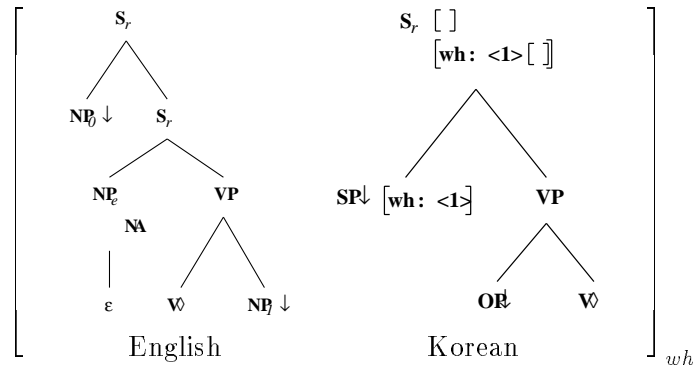 S_r
NP_0 ↓ S_r
NP_e VP
NA
ε V◊ NP_1 ↓
English
S_r [ ]
[wh: <1>[ ]]
SP↓ [wh: <1>] VP
OP↓ V◊
Korean
wh